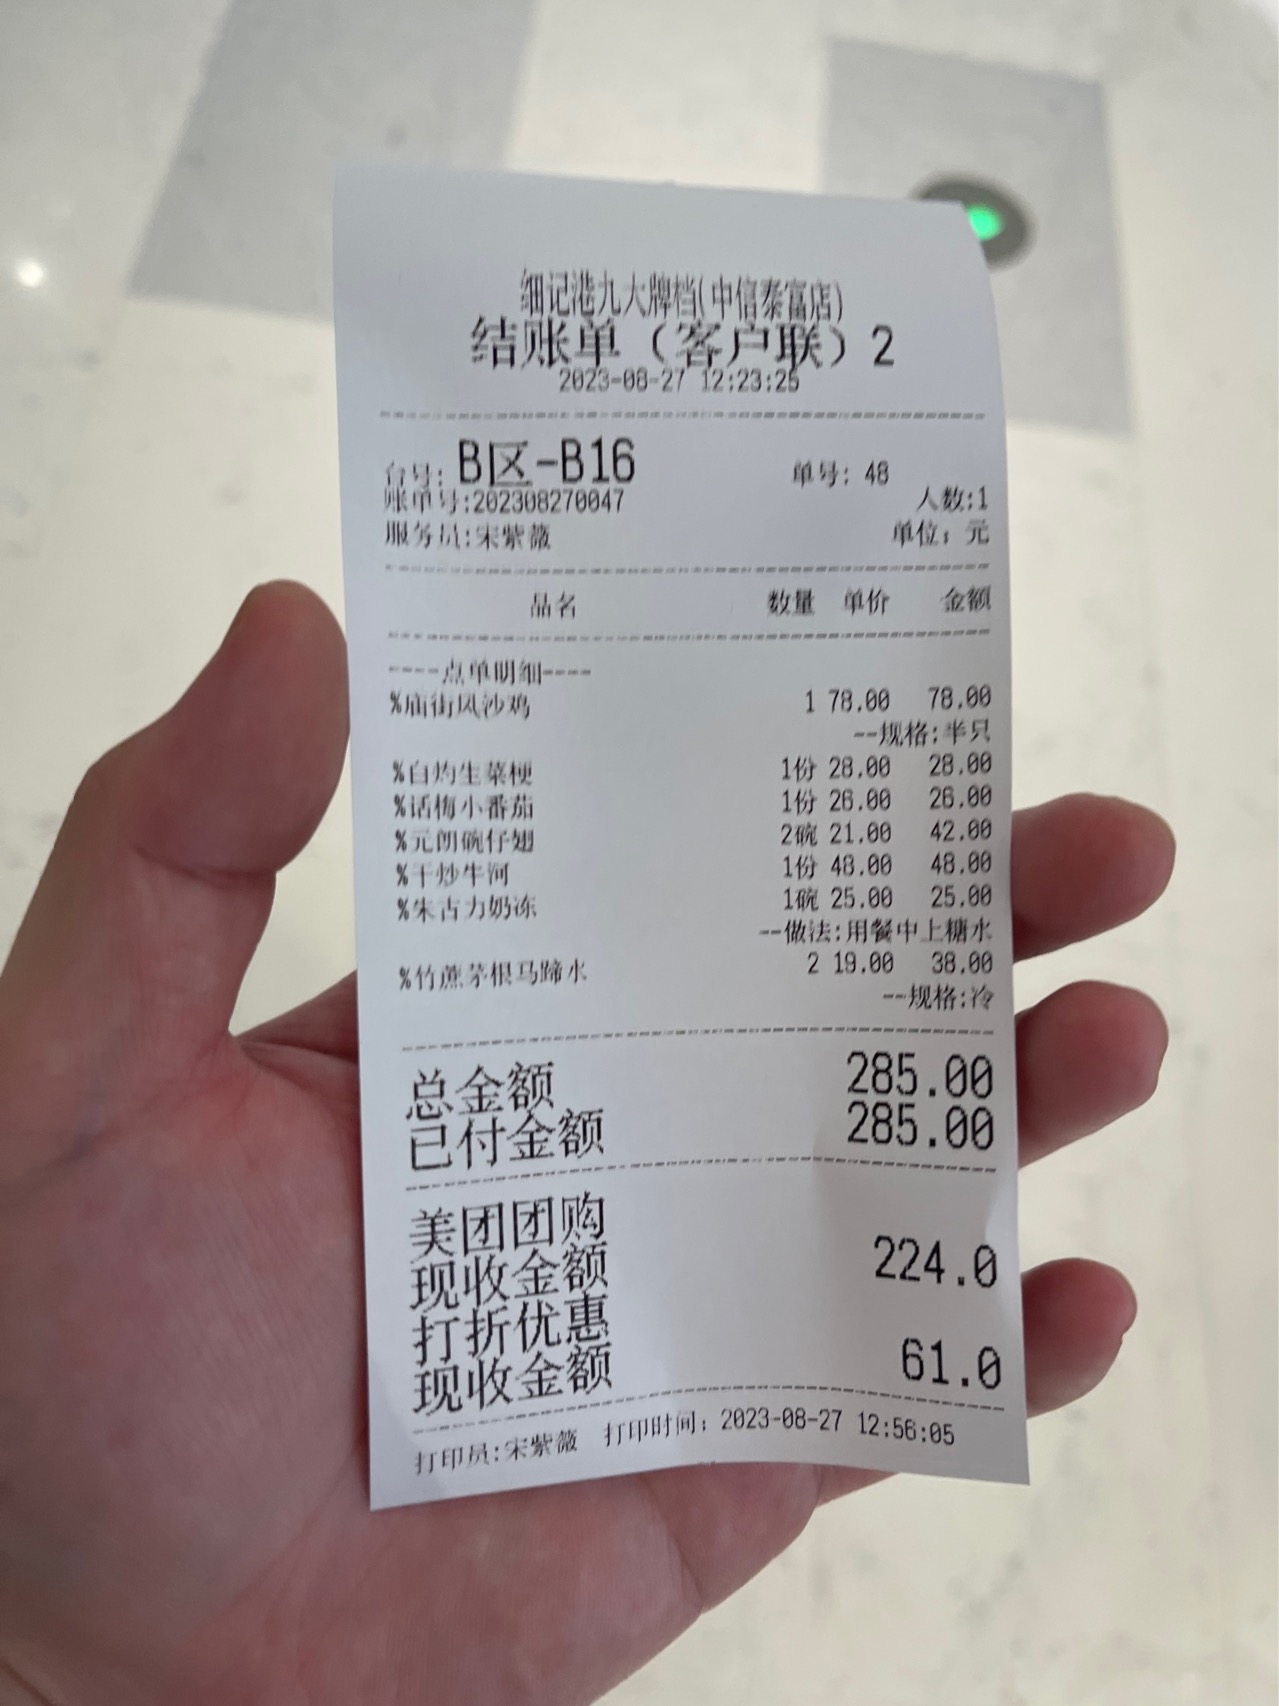 细记港九大牌档(中信泰富店)
结账单（客户联）2
2023-08-27 12:23:25
台号: B区-B16 单号: 48
账单号:202308270047 人数:1
服务员:宋紫薇 单位: 元
品名 数量 单价 金额
----点单明细----
%庙街风沙鸡 1 78.00 78.00
--规格:半只
%白灼生菜梗 1份 28.00 28.00
%话梅小番茄 1份 26.00 26.00
%元朗碗仔翅 2碗 21.00 42.00
%干炒牛河 1份 48.00 48.00
%朱古力奶冻 1碗 25.00 25.00
--做法:用餐中上糖水
%竹蔗茅根马蹄水 2 19.00 38.00
--规格:冷
总金额 285.00
已付金额 285.00
美团团购
现收金额 224.0
打折优惠
现收金额 61.0
打印员:宋紫薇 打印时间: 2023-08-27 12:56:05